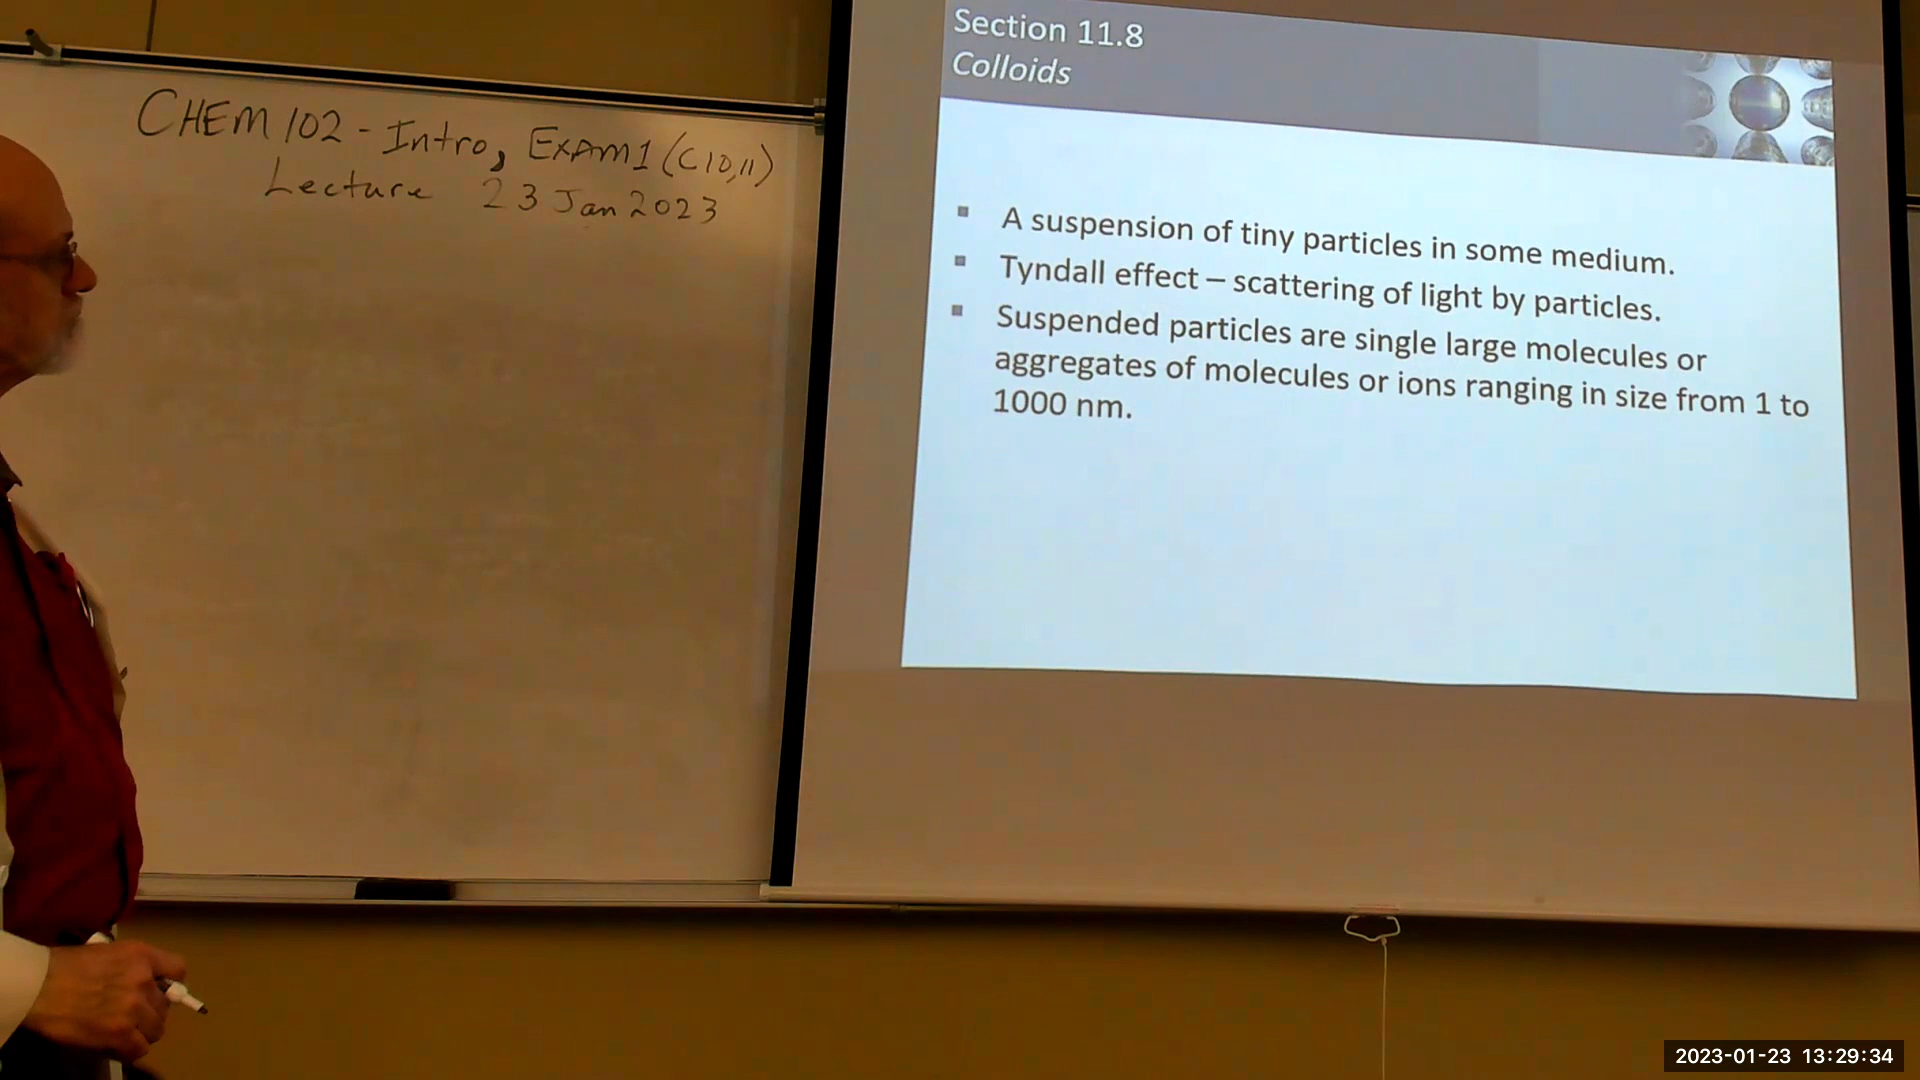 CHEM 102 - Intro, EXAM1 (C10,11)
Lecture 23 Jan 2023
Section 11.8
Colloids
▪ A suspension of tiny particles in some medium.
▪ Tyndall effect – scattering of light by particles.
▪ Suspended particles are single large molecules or
aggregates of molecules or ions ranging in size from 1 to
1000 nm.
2023-01-23 13:29:34